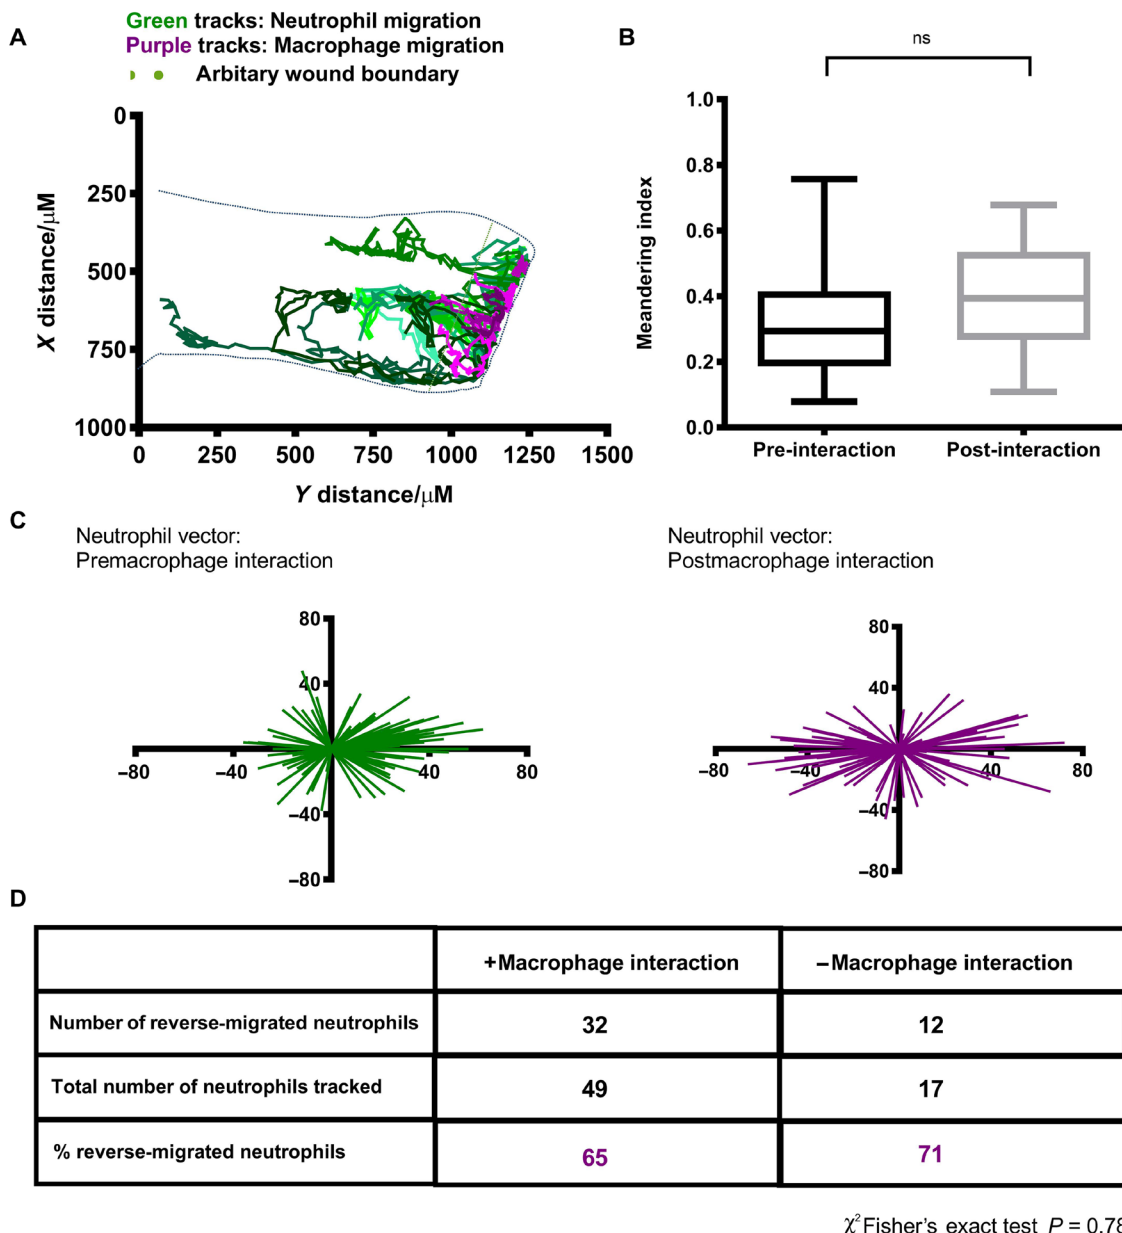 A
Green tracks: Neutrophil migration
Purple tracks: Macrophage migration
Arbitary wound boundary
0
250
500
750
1000
X distance/μM
0 250 500 750 1000 1250 1500
Y distance/μM
B
ns
1.0
0.8
0.6
0.4
0.2
0.0
Meandering index
Pre-interaction Post-interaction
C
Neutrophil vector:
Premacrophage interaction
80
40
–80 –40 40 80
–40
–80
Neutrophil vector:
Postmacrophage interaction
80
40
–80 –40 40 80
–40
–80
D
+Macrophage interaction –Macrophage interaction
Number of reverse-migrated neutrophils 32 12
Total number of neutrophils tracked 49 17
% reverse-migrated neutrophils 65 71
χ² Fisher's exact test P = 0.78